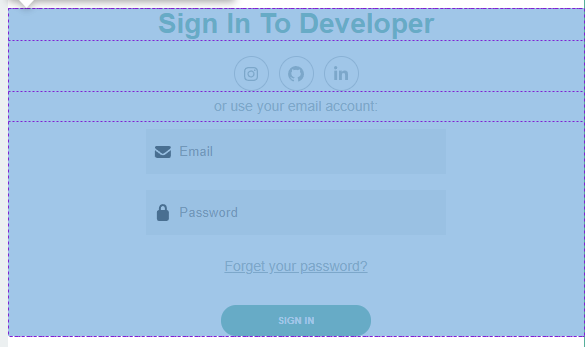 Sign In To Developer
or use your email account:
Email
Password
Forget your password?
SIGN IN